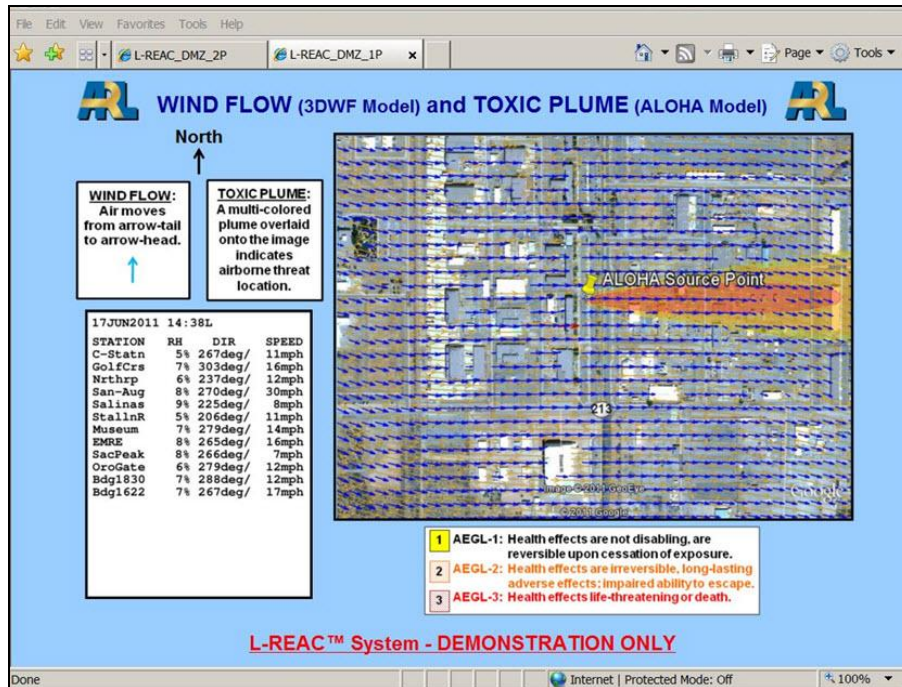 File Edit View Favorites Tools Help
L-REAC_DMZ_2P
L-REAC_DMZ_1P
Page
Tools
ARL
WIND FLOW (3DWF Model) and TOXIC PLUME (ALOHA Model)
ARL
North
WIND FLOW:
Air moves
from arrow-tail
to arrow-head.
TOXIC PLUME:
A multi-colored
plume overlaid
onto the image
indicates
airborne threat
location.
17JUN2011 14:38L
STATION RH DIR SPEED
C-Statn 5% 267deg/ 11mph
GolfCrs 7% 303deg/ 16mph
Nrthrp 6% 237deg/ 12mph
San-Aug 8% 270deg/ 30mph
Salinas 9% 225deg/ 8mph
StallnR 5% 206deg/ 11mph
Museum 7% 279deg/ 14mph
EMRE 8% 265deg/ 16mph
SacPeak 8% 266deg/ 7mph
OroGate 6% 279deg/ 12mph
Bdg1830 7% 288deg/ 12mph
Bdg1622 7% 267deg/ 17mph
ALOHA Source Point
213
Image © 2011 GeoEye
© 2011 Google
Google
1 AEGL-1: Health effects are not disabling, are
reversible upon cessation of exposure.
2 AEGL-2: Health effects are irreversible, long-lasting
adverse effects; impaired ability to escape.
3 AEGL-3: Health effects life-threatening or death.
L-REAC™ System - DEMONSTRATION ONLY
Done
Internet | Protected Mode: Off
100%